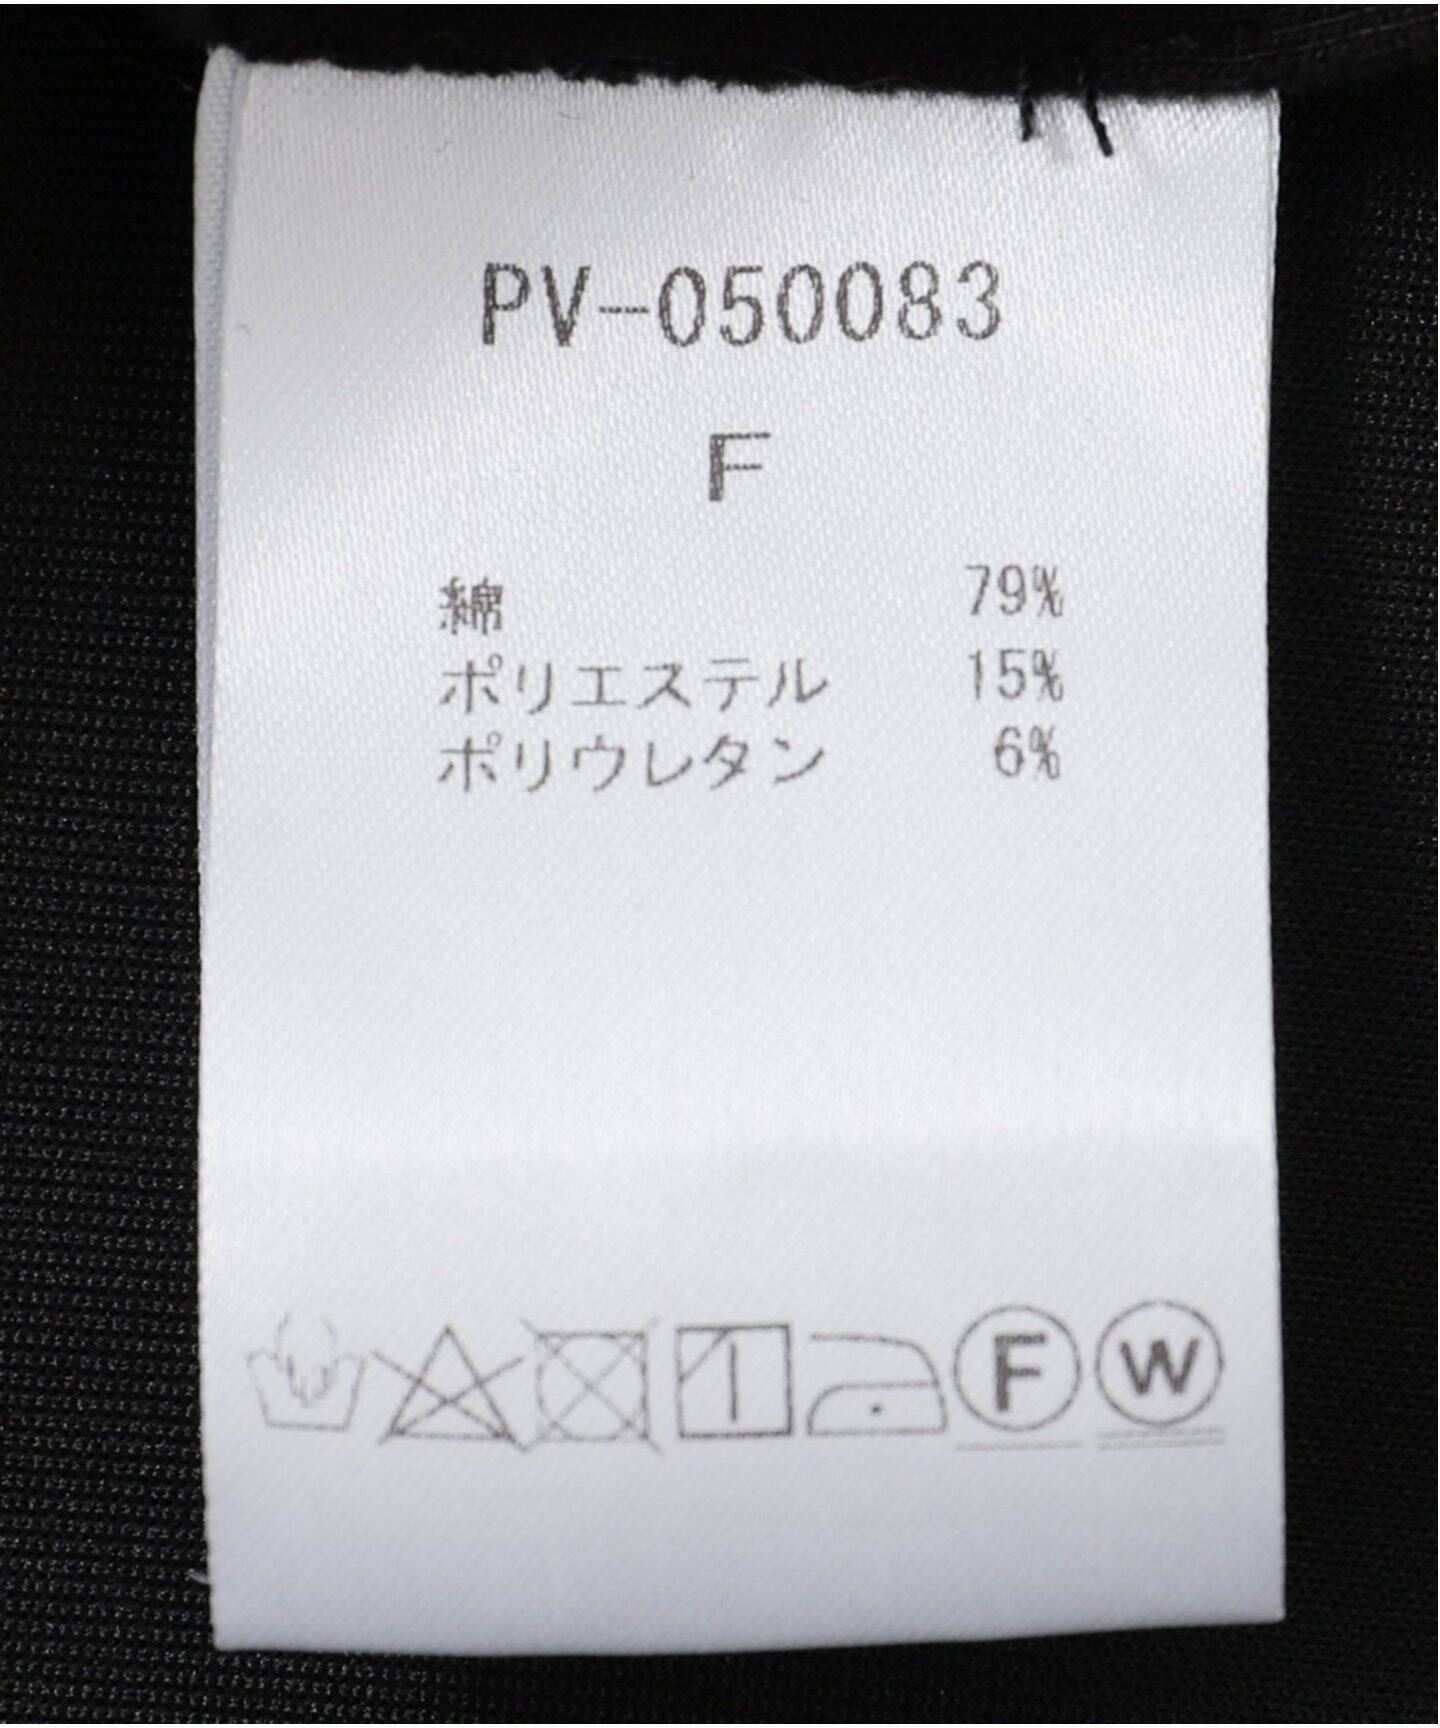 PV-050083
F
綿 79%
ポリエステル 15%
ポリウレタン 6%
F W